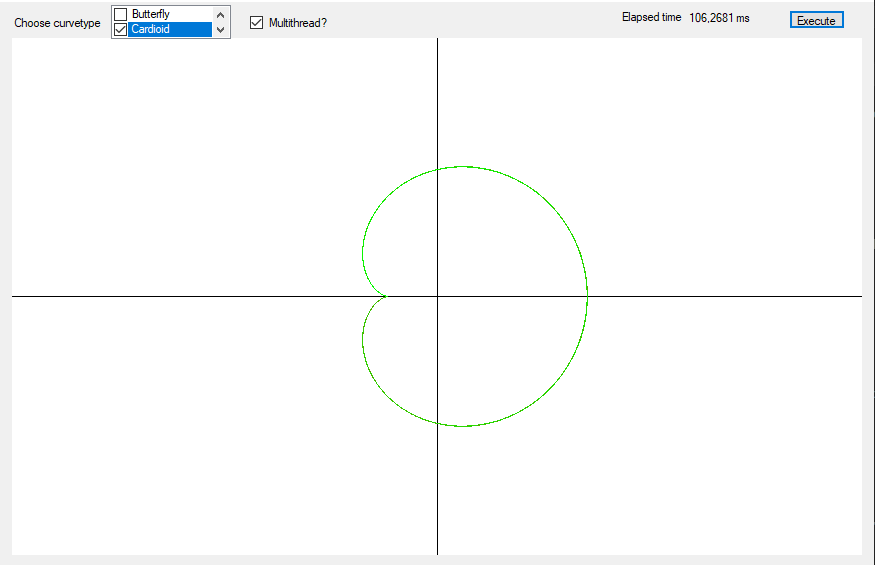 Choose curvetype
Butterfly
Cardioid
Multithread?
Elapsed time 106,2681 ms
Execute